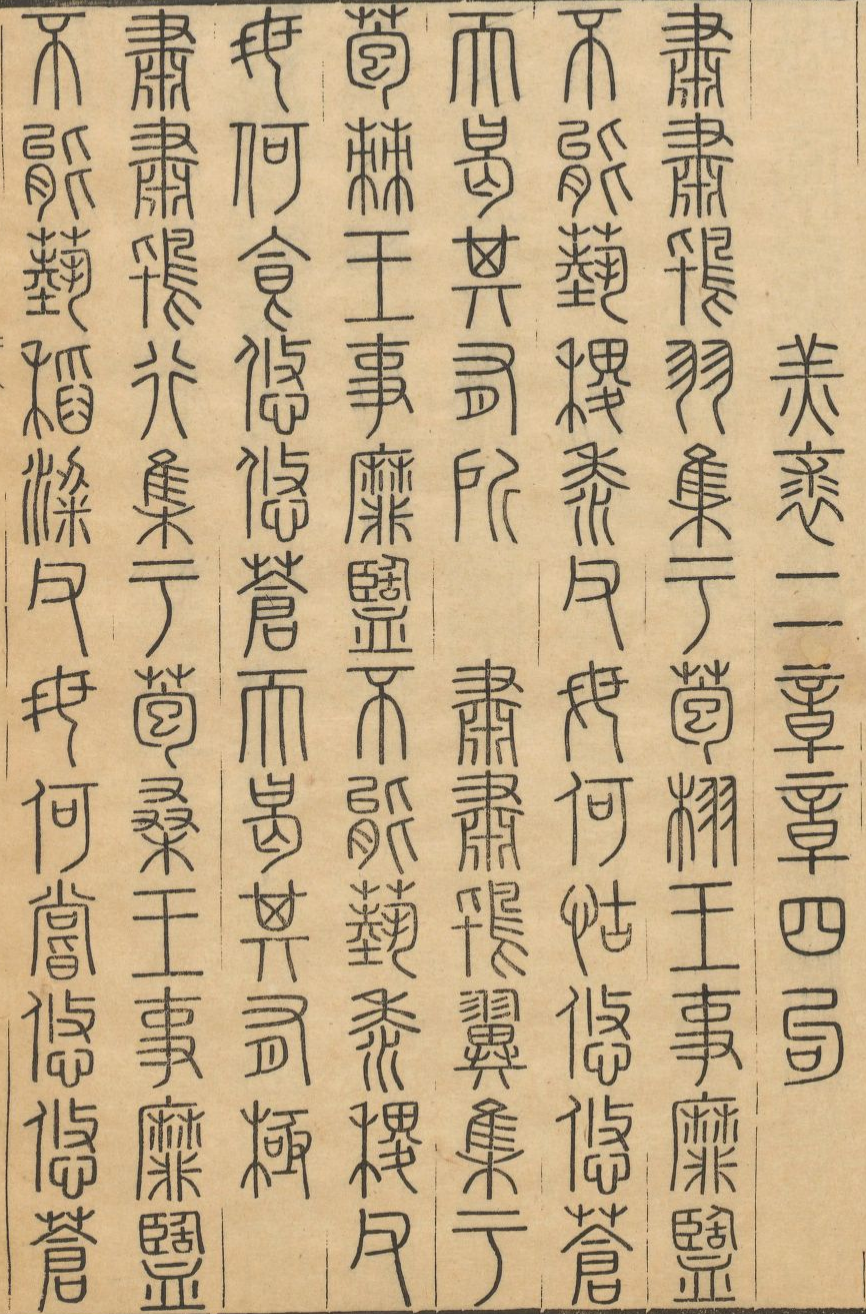 羔裘二章章四句
肅肅鴇羽集于苞栩王事靡盬
不能蓺稷黍父母何怙悠悠蒼
天曷其有所 肅肅鴇翼集于
苞棘王事靡盬不能蓺黍稷父
母何食悠悠蒼天曷其有極
肅肅鴇行集于苞桑王事靡盬
不能蓺稻粱父母何嘗悠悠蒼